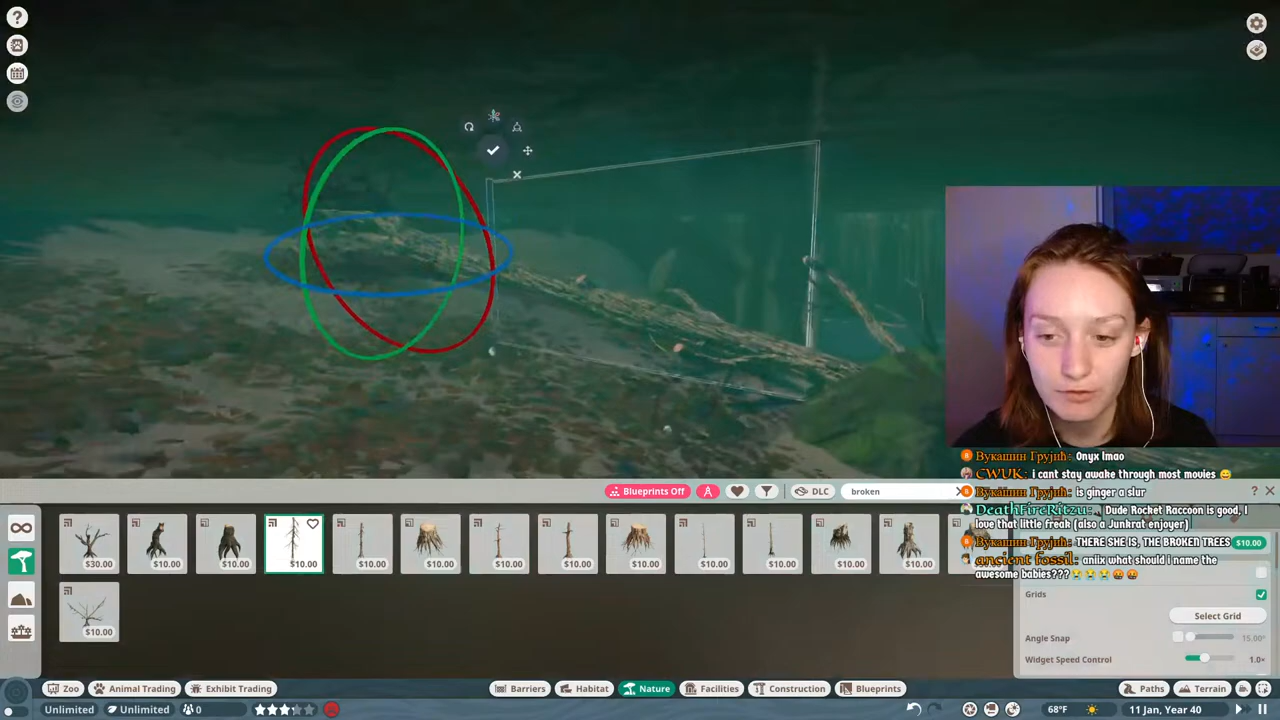 Blueprints Off
DLC
broken
Вукашин Грујић: Onyx lmao
CWUK: i cant stay awake through most movies 😅
Вукашин Грујић: is ginger a slur
DeathFireRitzu: Dude Rocket Raccoon is good, I love that little freak (also a Junkrat enjoyer)
Вукашин Грујић: THERE SHE IS, THE BROKEN TREES
ancient fossil: aniix what should I name the awesome babies???😭😭😭🤬🤬
$30.00
$10.00
$10.00
$10.00
$10.00
$10.00
$10.00
$10.00
$10.00
$10.00
$10.00
$10.00
$10.00
$10.00
$10.00
Grids
Select Grid
Angle Snap
15.00°
Widget Speed Control
1.0×
Zoo
Animal Trading
Exhibit Trading
Barriers
Habitat
Nature
Facilities
Construction
Blueprints
Paths
Terrain
Unlimited
Unlimited
0
68°F
11 Jan, Year 40